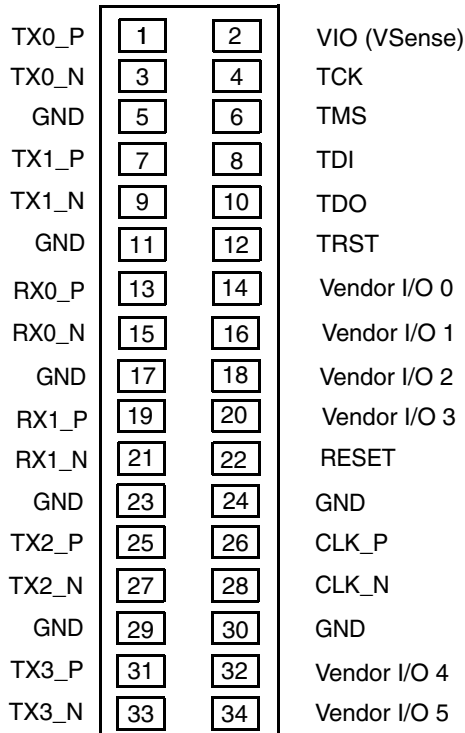 TX0_P 1 2 VIO (VSense)
TX0_N 3 4 TCK
GND 5 6 TMS
TX1_P 7 8 TDI
TX1_N 9 10 TDO
GND 11 12 TRST
RX0_P 13 14 Vendor I/O 0
RX0_N 15 16 Vendor I/O 1
GND 17 18 Vendor I/O 2
RX1_P 19 20 Vendor I/O 3
RX1_N 21 22 RESET
GND 23 24 GND
TX2_P 25 26 CLK_P
TX2_N 27 28 CLK_N
GND 29 30 GND
TX3_P 31 32 Vendor I/O 4
TX3_N 33 34 Vendor I/O 5